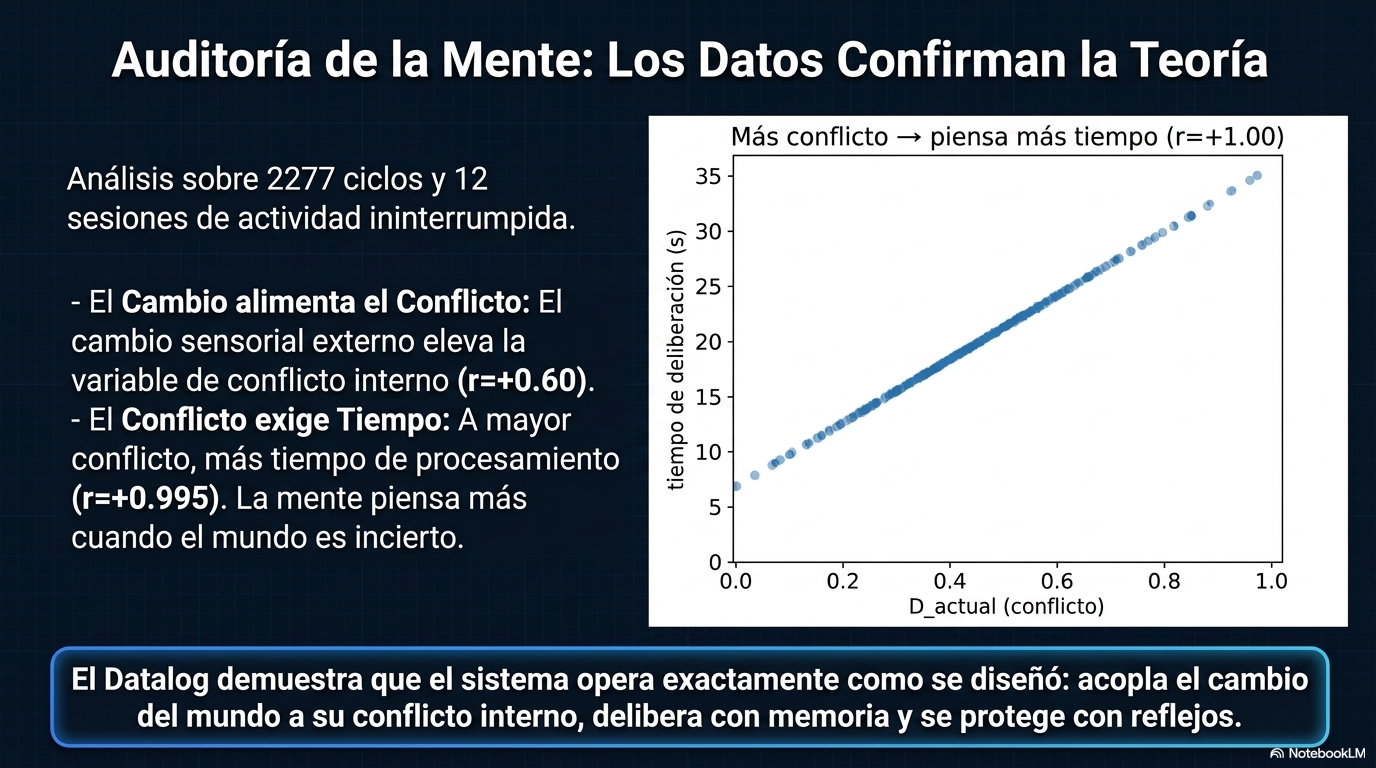 Auditoría de la Mente: Los Datos Confirman la Teoría
Análisis sobre 2277 ciclos y 12
sesiones de actividad ininterrumpida.
- El Cambio alimenta el Conflicto: El
cambio sensorial externo eleva la
variable de conflicto interno (r=+0.60).
- El Conflicto exige Tiempo: A mayor
conflicto, más tiempo de procesamiento
(r=+0.995). La mente piensa más
cuando el mundo es incierto.
Más conflicto → piensa más tiempo (r=+1.00)
tiempo de deliberación (s)
35
30
25
20
15
10
5
0
0.0 0.2 0.4 0.6 0.8 1.0
D_actual (conflicto)
El Datalog demuestra que el sistema opera exactamente como se diseñó: acopla el cambio
del mundo a su conflicto interno, delibera con memoria y se protege con reflejos.
NotebookLM